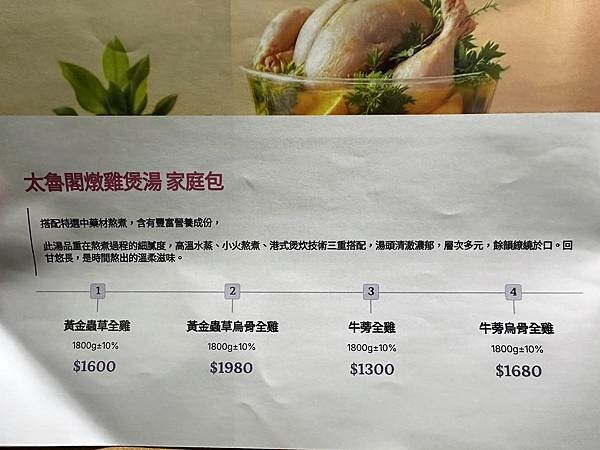 太魯閣燉雞煲湯 家庭包
搭配特選中藥材熬煮，含有豐富營養成份，
此湯品重在熬煮過程的細膩度，高溫水蒸、小火熬煮、港式煲炊技術三重搭配，湯頭清澈濃郁，層次多元，餘韻繚繞於口。回
甘悠長，是時間熬出的溫柔滋味。
1 2 3 4
黃金蟲草全雞 黃金蟲草烏骨全雞 牛蒡全雞 牛蒡烏骨全雞
1800g±10% 1800g±10% 1800g±10% 1800g±10%
$1600 $1980 $1300 $1680